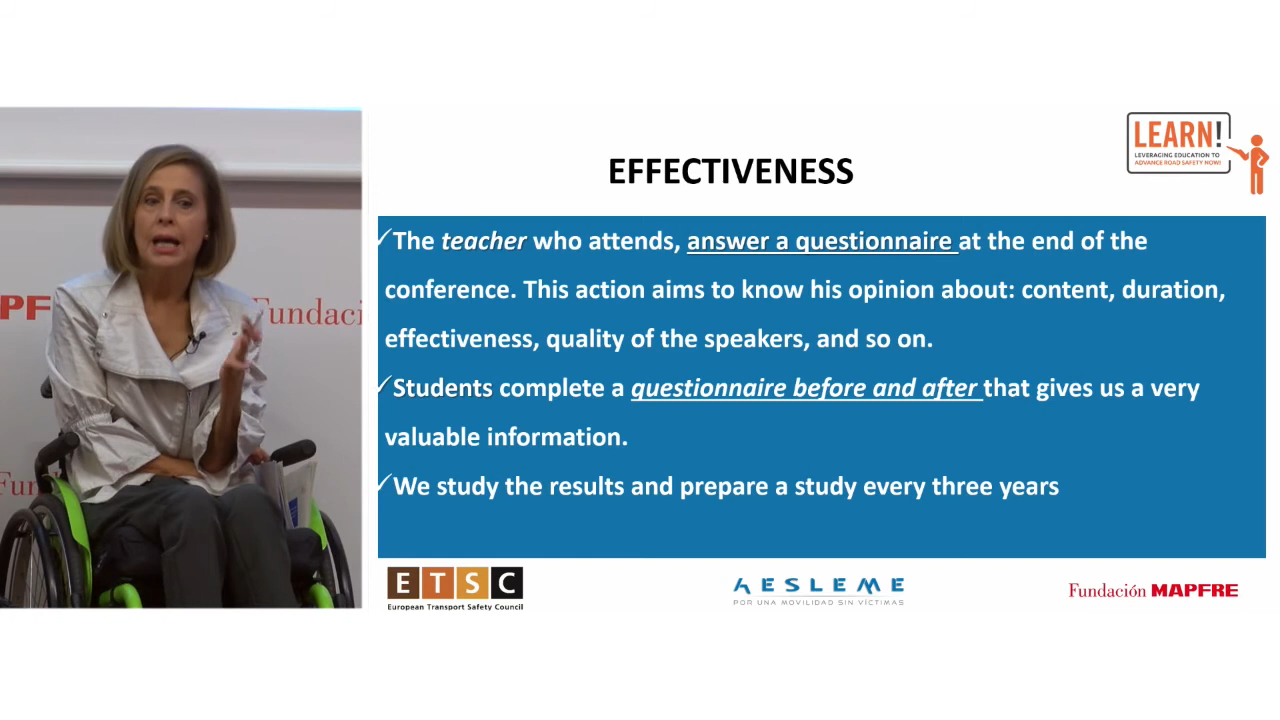 APF
Fundaci
Fun
LEARN!
LEVERAGING EDUCATION TO
ADVANCE ROAD SAFETY NOW!
EFFECTIVENESS
✓The teacher who attends, answer a questionnaire at the end of the
conference. This action aims to know his opinion about: content, duration,
effectiveness, quality of the speakers, and so on.
✓Students complete a questionnaire before and after that gives us a very
valuable information.
✓We study the results and prepare a study every three years
ETSC
European Transport Safety Council
AESLEME
POR UNA MOVILIDAD SIN VÍCTIMAS
Fundación MAPFRE